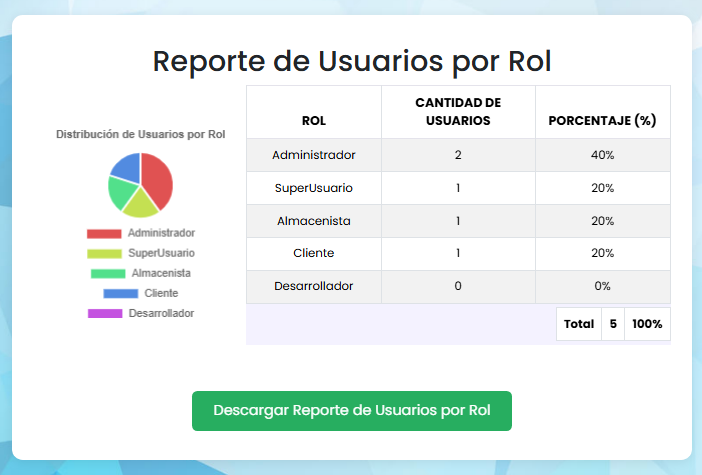 Reporte de Usuarios por Rol
Distribución de Usuarios por Rol
Administrador
SuperUsuario
Almacenista
Cliente
Desarrollador
ROL CANTIDAD DE USUARIOS PORCENTAJE (%)
Administrador 2 40%
SuperUsuario 1 20%
Almacenista 1 20%
Cliente 1 20%
Desarrollador 0 0%
Total 5 100%
Descargar Reporte de Usuarios por Rol